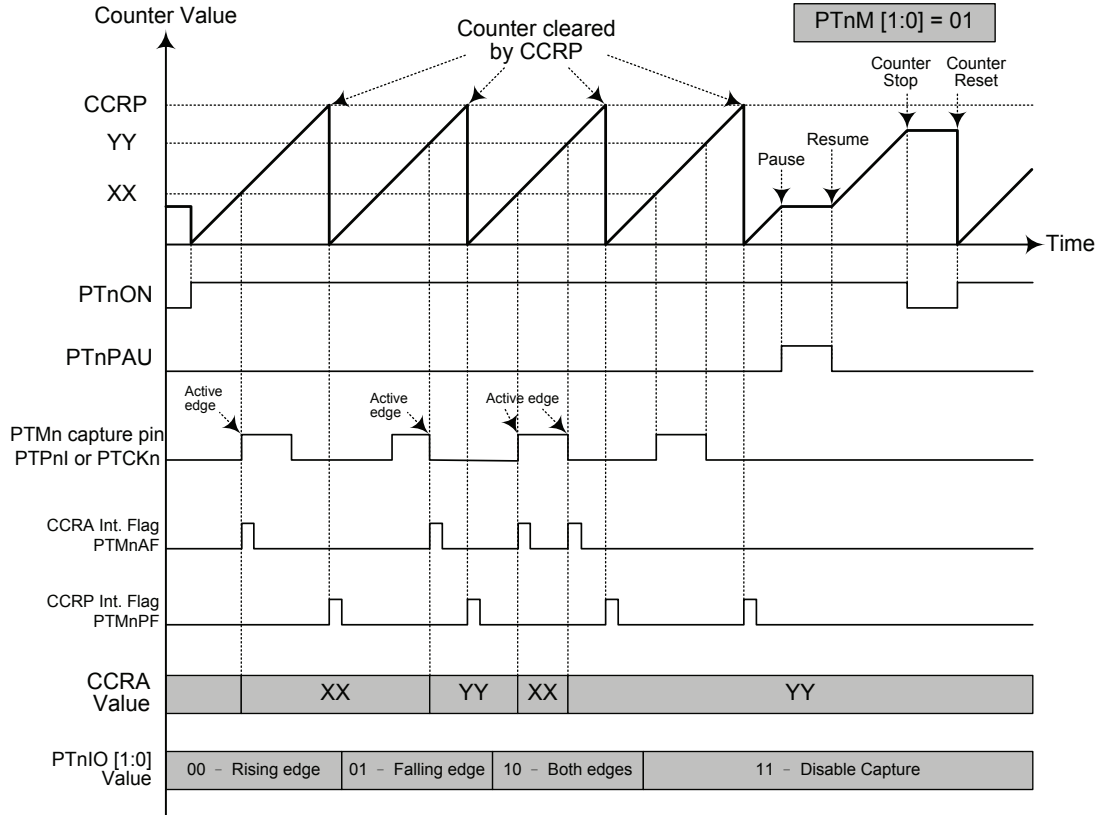 Counter Value
PTnM [1:0] = 01
Counter cleared
by CCRP
Counter
Stop
Counter
Reset
CCRP
YY
XX
Pause
Resume
Time
PTnON
PTnPAU
Active
edge
Active
edge
Active edge
PTMn capture pin
PTPnI or PTCKn
CCRA Int. Flag
PTMnAF
CCRP Int. Flag
PTMnPF
CCRA
Value
XX
YY
XX
YY
PTnIO [1:0]
Value
00 – Rising edge
01 – Falling edge
10 – Both edges
11 – Disable Capture